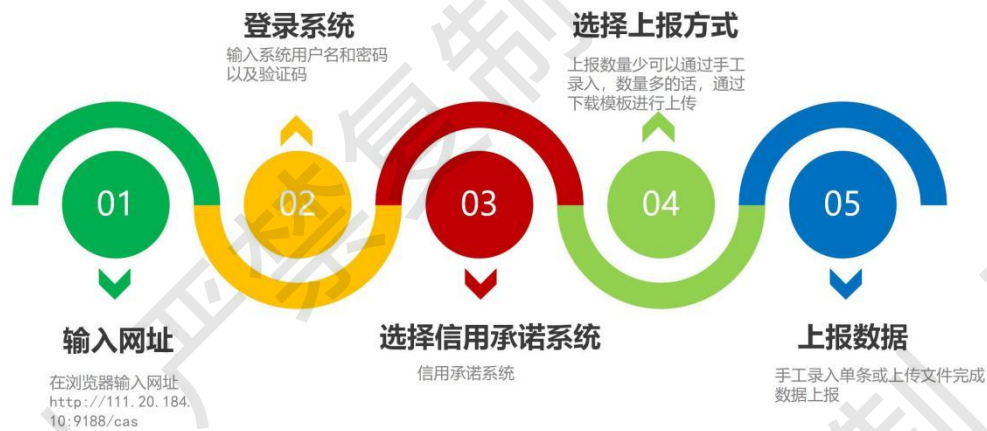 登录系统
输入系统用户名和密码
以及验证码
选择上报方式
上报数量少可以通过手工
录入，数量多的话，通过
下载模板进行上传
01
02
03
04
05
输入网址
在浏览器输入网址
http://111.20.184.
10:9188/cas
选择信用承诺系统
信用承诺系统
上报数据
手工录入单条或上传文件完成
数据上报
严禁复制